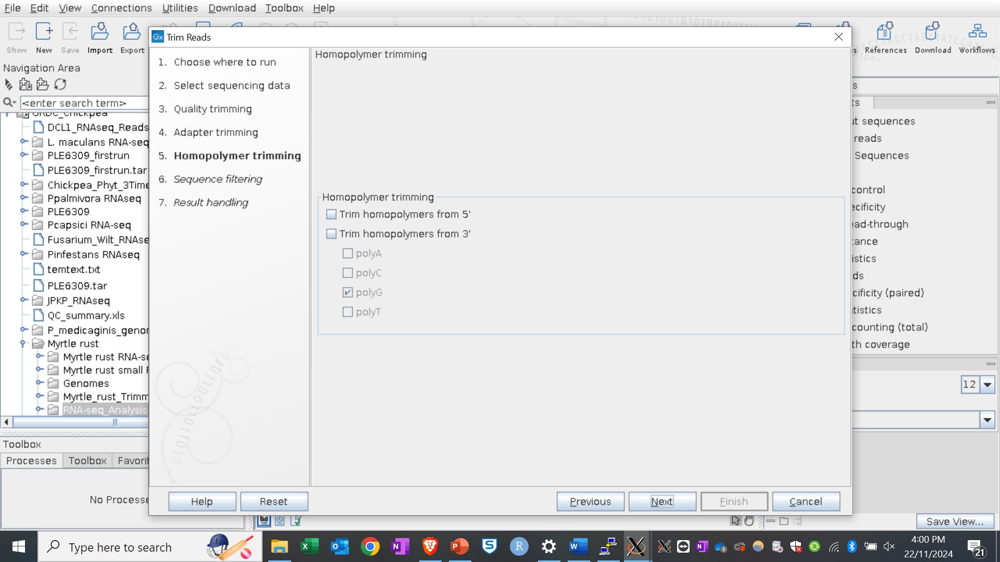 File Edit View Connections Utilities Download Toolbox Help
Show New Save Import Export
References Download Workflows
Gx Trim Reads
Navigation Area
<enter search term>
GRDC_Chickpea
DCL1_RNAseq_Reads
L. maculans RNA-seq
PLE6309_firstrun
PLE6309_firstrun.tar
Chickpea_Phyt_3Time
Ppalmivora RNAseq
PLE6309
Pcapsici RNA-seq
Fusarium_Wilt_RNAse
Pinfestans RNAseq
temtext.txt
PLE6309.tar
JPKP_RNAseq
QC_summary.xls
P_medicaginis_genor
Myrtle rust
Myrtle rust RNA-se
Myrtle rust small
Genomes
Myrtle_rust_Trimm
RNA-seq_Analysis
Toolbox
Processes Toolbox Favorit
No Processe
1. Choose where to run
2. Select sequencing data
3. Quality trimming
4. Adapter trimming
5. Homopolymer trimming
6. Sequence filtering
7. Result handling
Homopolymer trimming
Homopolymer trimming
Trim homopolymers from 5'
Trim homopolymers from 3'
polyA
polyC
polyG
polyT
Help Reset Previous Next Finish Cancel
s
ts
ut sequences
reads
Sequences
control
ecificity
ead-through
tance
istics
ds
cificity (paired)
tistics
counting (total)
th coverage
12
Save View...
Type here to search
4:00 PM
22/11/2024
21